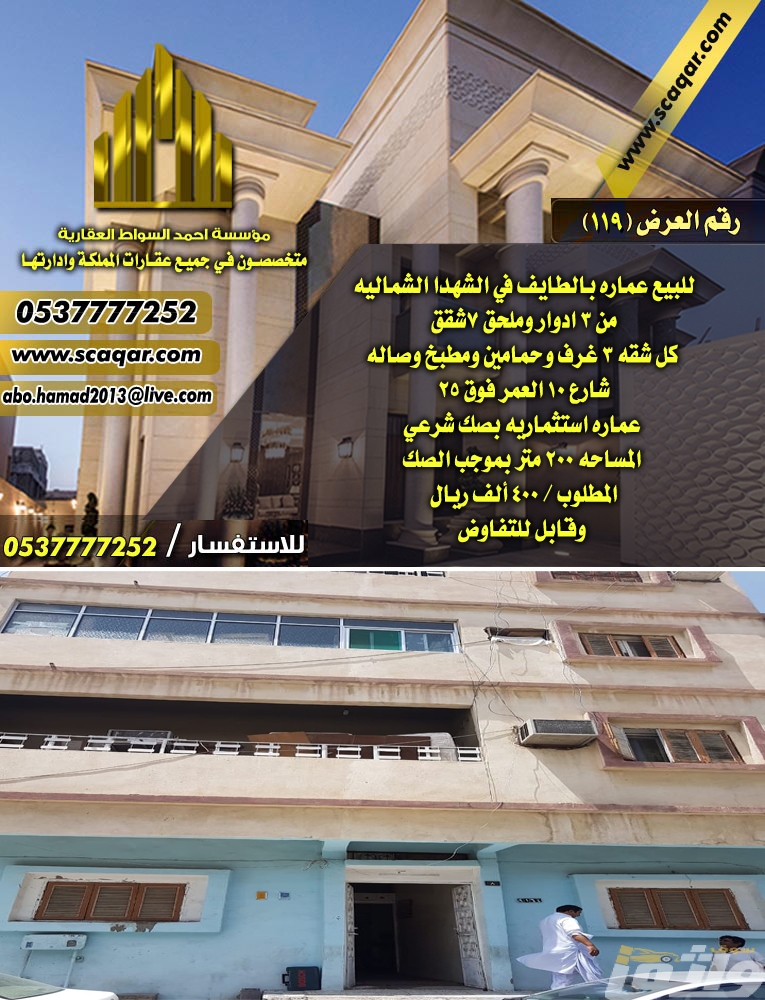 www.scaqar.com
مؤسسة احمد السواط العقارية
متخصصون في جميع عقارات المملكة وادارتها
رقم العرض (١١٩)
0537777252
www.scaqar.com
abo.hamad2013@live.com
للبيع عماره بالطايف في الشهدا الشماليه
من ٣ ادوار وملحق ٧شقق
كل شقه ٣ غرف وحمامين ومطبخ وصاله
شارع ١٠ العمر فوق ٢٥
عماره استثماريه بصك شرعي
المساحه ٢٠٠ متر بموجب الصك
المطلوب / ٤٠٠ ألف ريال
وقابل للتفاوض
للاستفسار / 0537777252